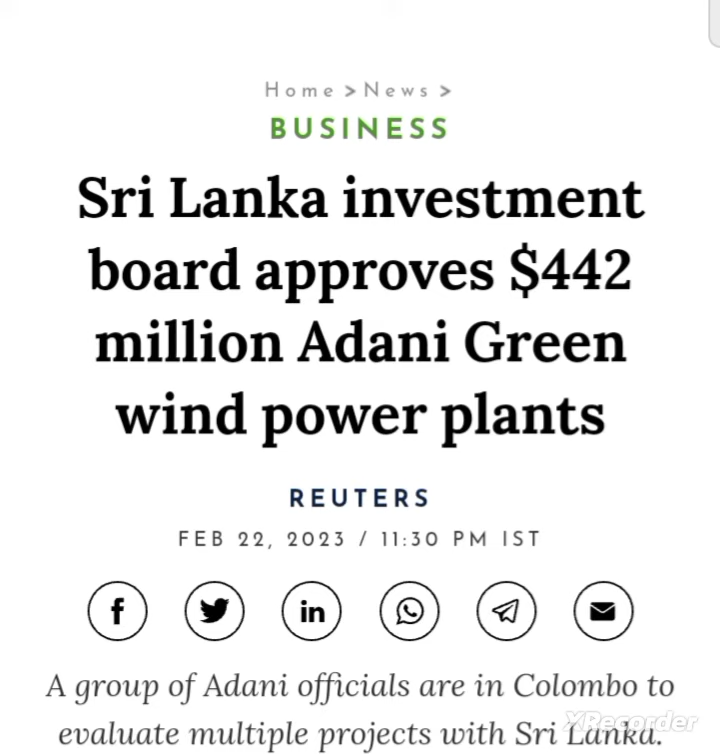 Home > News >
BUSINESS
Sri Lanka investment
board approves $442
million Adani Green
wind power plants
REUTERS
FEB 22, 2023 / 11:30 PM IST
f
in
A group of Adani officials are in Colombo to
evaluate multiple projects with Sri Lanka.
XRecorder